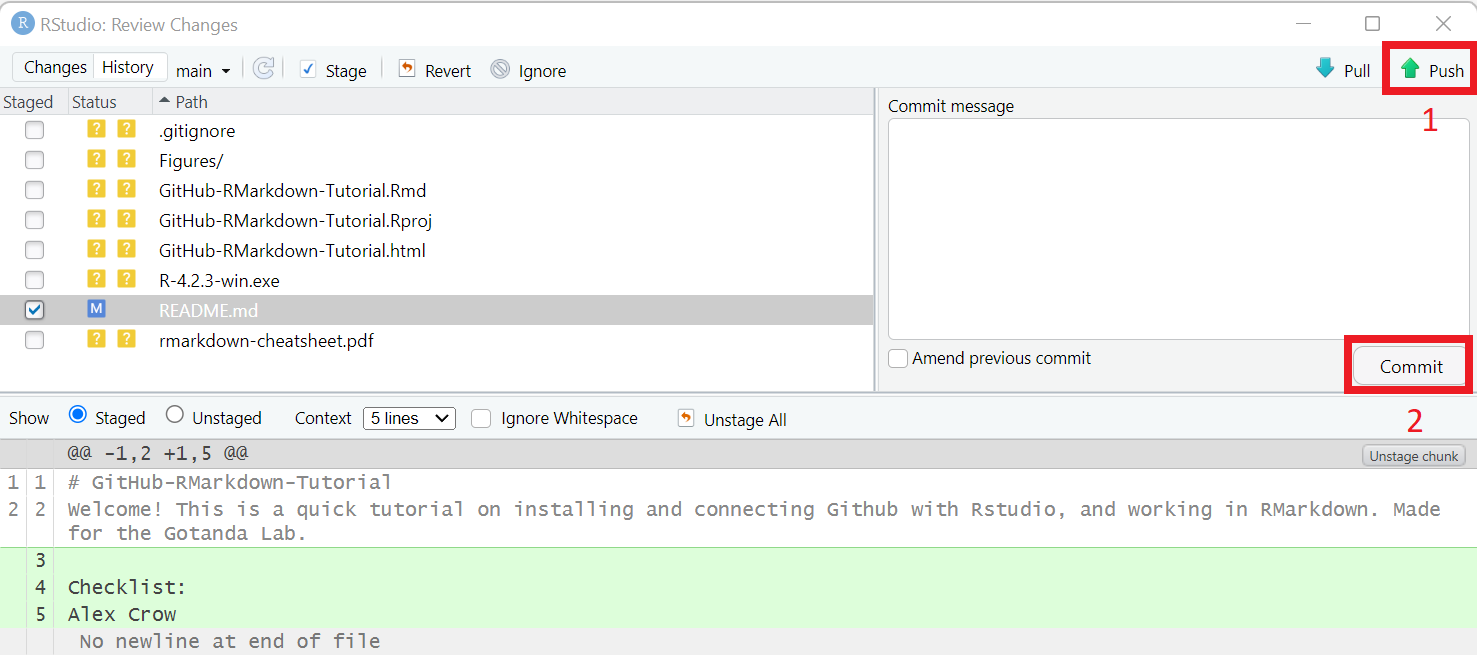 R RStudio: Review Changes
Changes History main Stage Revert Ignore Pull Push
1
Staged Status Path
? ? .gitignore
? ? Figures/
? ? GitHub-RMarkdown-Tutorial.Rmd
? ? GitHub-RMarkdown-Tutorial.Rproj
? ? GitHub-RMarkdown-Tutorial.html
? ? R-4.2.3-win.exe
M README.md
? ? rmarkdown-cheatsheet.pdf
Commit message
Amend previous commit
Commit
2
Show Staged Unstaged Context 5 lines Ignore Whitespace Unstage All
@@ -1,2 +1,5 @@ Unstage chunk
1 1 # GitHub-RMarkdown-Tutorial
2 2 Welcome! This is a quick tutorial on installing and connecting Github with Rstudio, and working in RMarkdown. Made
for the Gotanda Lab.
3
4 Checklist:
5 Alex Crow
No newline at end of file